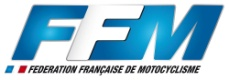 FFM
FEDERATION FRANÇAISE DE MOTOCYCLISME